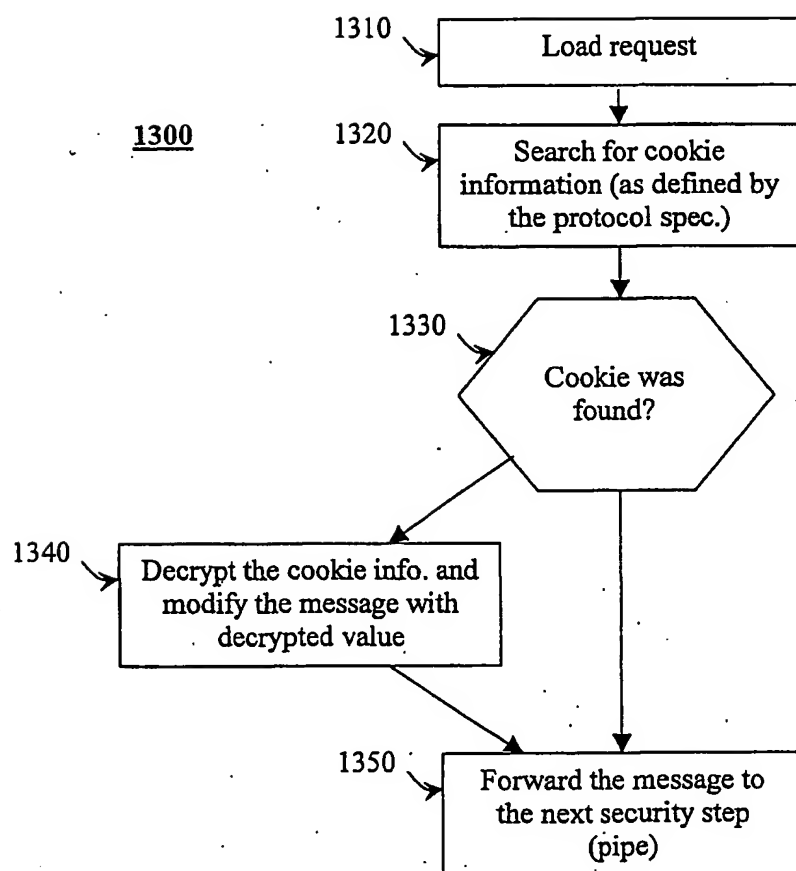 1310
Load request
1300
1320
Search for cookie
information (as defined by
the protocol spec.)
1330
Cookie was
found?
1340
Decrypt the cookie info. and
modify the message with
decrypted value
1350
Forward the message to
the next security step
(pipe)